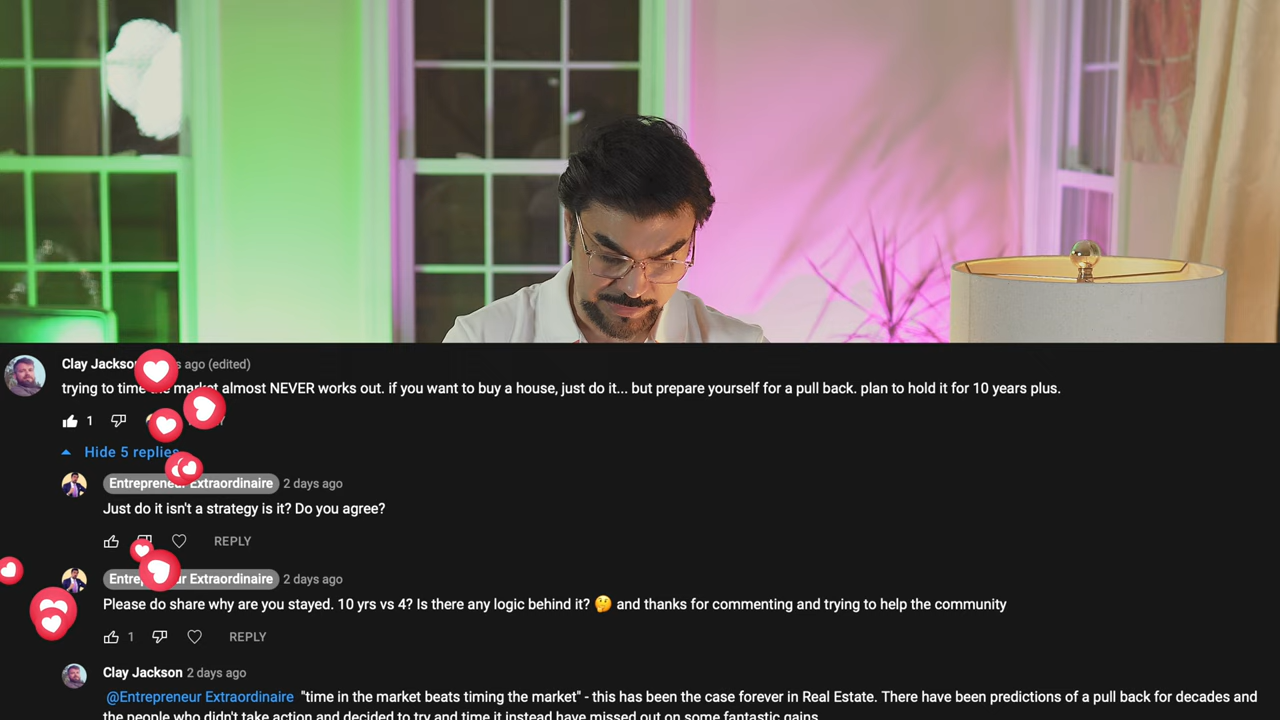 Clay Jackson s ago (edited)
trying to time the market almost NEVER works out. if you want to buy a house, just do it... but prepare yourself for a pull back. plan to hold it for 10 years plus.
1
Hide 5 replies
Entrepreneur Extraordinaire 2 days ago
Just do it isn't a strategy is it? Do you agree?
REPLY
Entrepreneur Extraordinaire 2 days ago
Please do share why are you stayed. 10 yrs vs 4? Is there any logic behind it? 🤔 and thanks for commenting and trying to help the community
1 REPLY
Clay Jackson 2 days ago
@Entrepreneur Extraordinaire "time in the market beats timing the market" - this has been the case forever in Real Estate. There have been predictions of a pull back for decades and
the people who didn't take action and decided to try and time it instead have missed out on some fantastic gains.